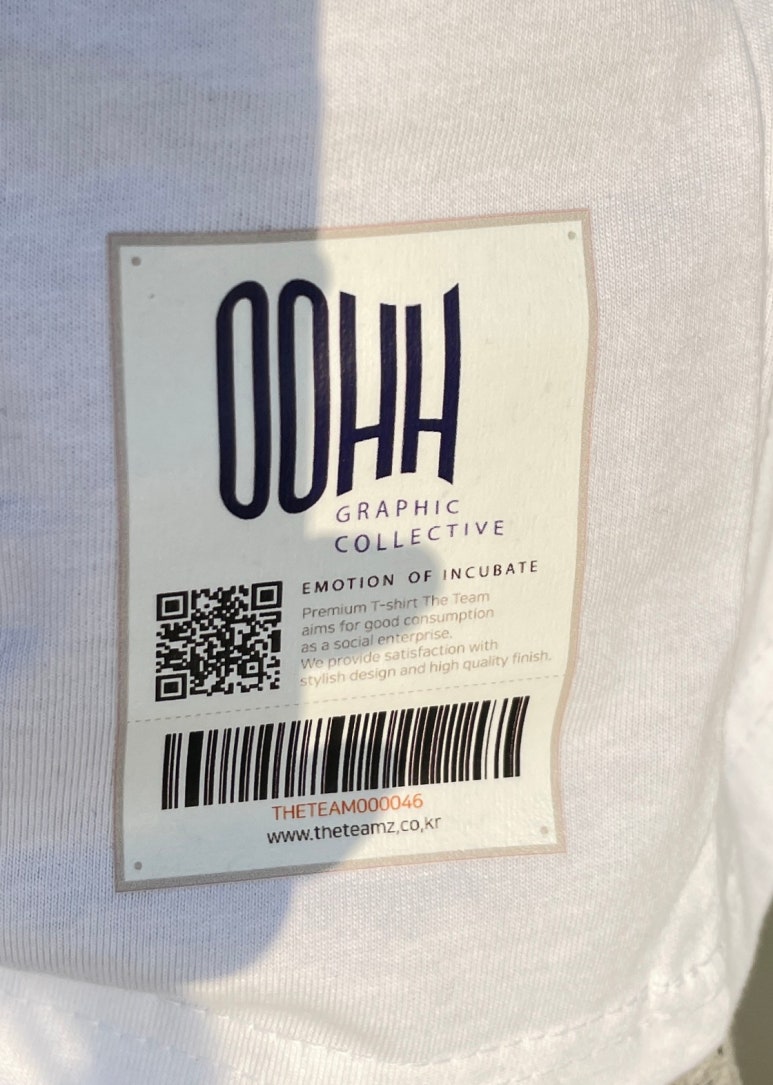 OOHH
GRAPHIC
COLLECTIVE
EMOTION OF INCUBATE
Premium T-shirt The Team
aims for good consumption
as a social enterprise.
We provide satisfaction with
stylish design and high quality finish.
THETEAM000046
www.theteamz,co,kr